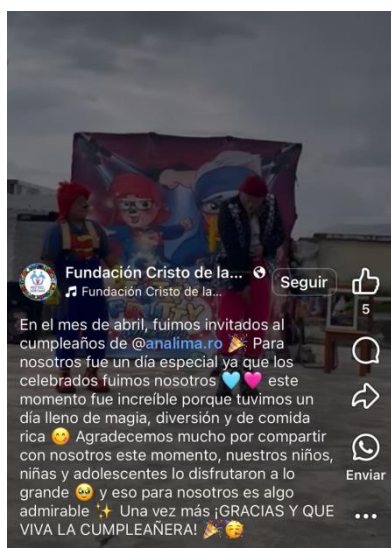 Fundación Cristo de la...
Seguir
Fundación Cristo de la...
5
En el mes de abril, fuimos invitados al
cumpleaños de @analima.ro 🎉 Para
nosotros fue un día especial ya que los
celebrados fuimos nosotros 🩵🩷 este
momento fue increíble porque tuvimos un
día lleno de magia, diversión y de comida
rica 😋 Agradecemos mucho por compartir
con nosotros este momento, nuestros niños,
niñas y adolescentes lo disfrutaron a lo
grande 🥹 y eso para nosotros es algo
admirable ✨ Una vez más ¡GRACIAS Y QUE
VIVA LA CUMPLEAÑERA! 🎉🥳
Enviar